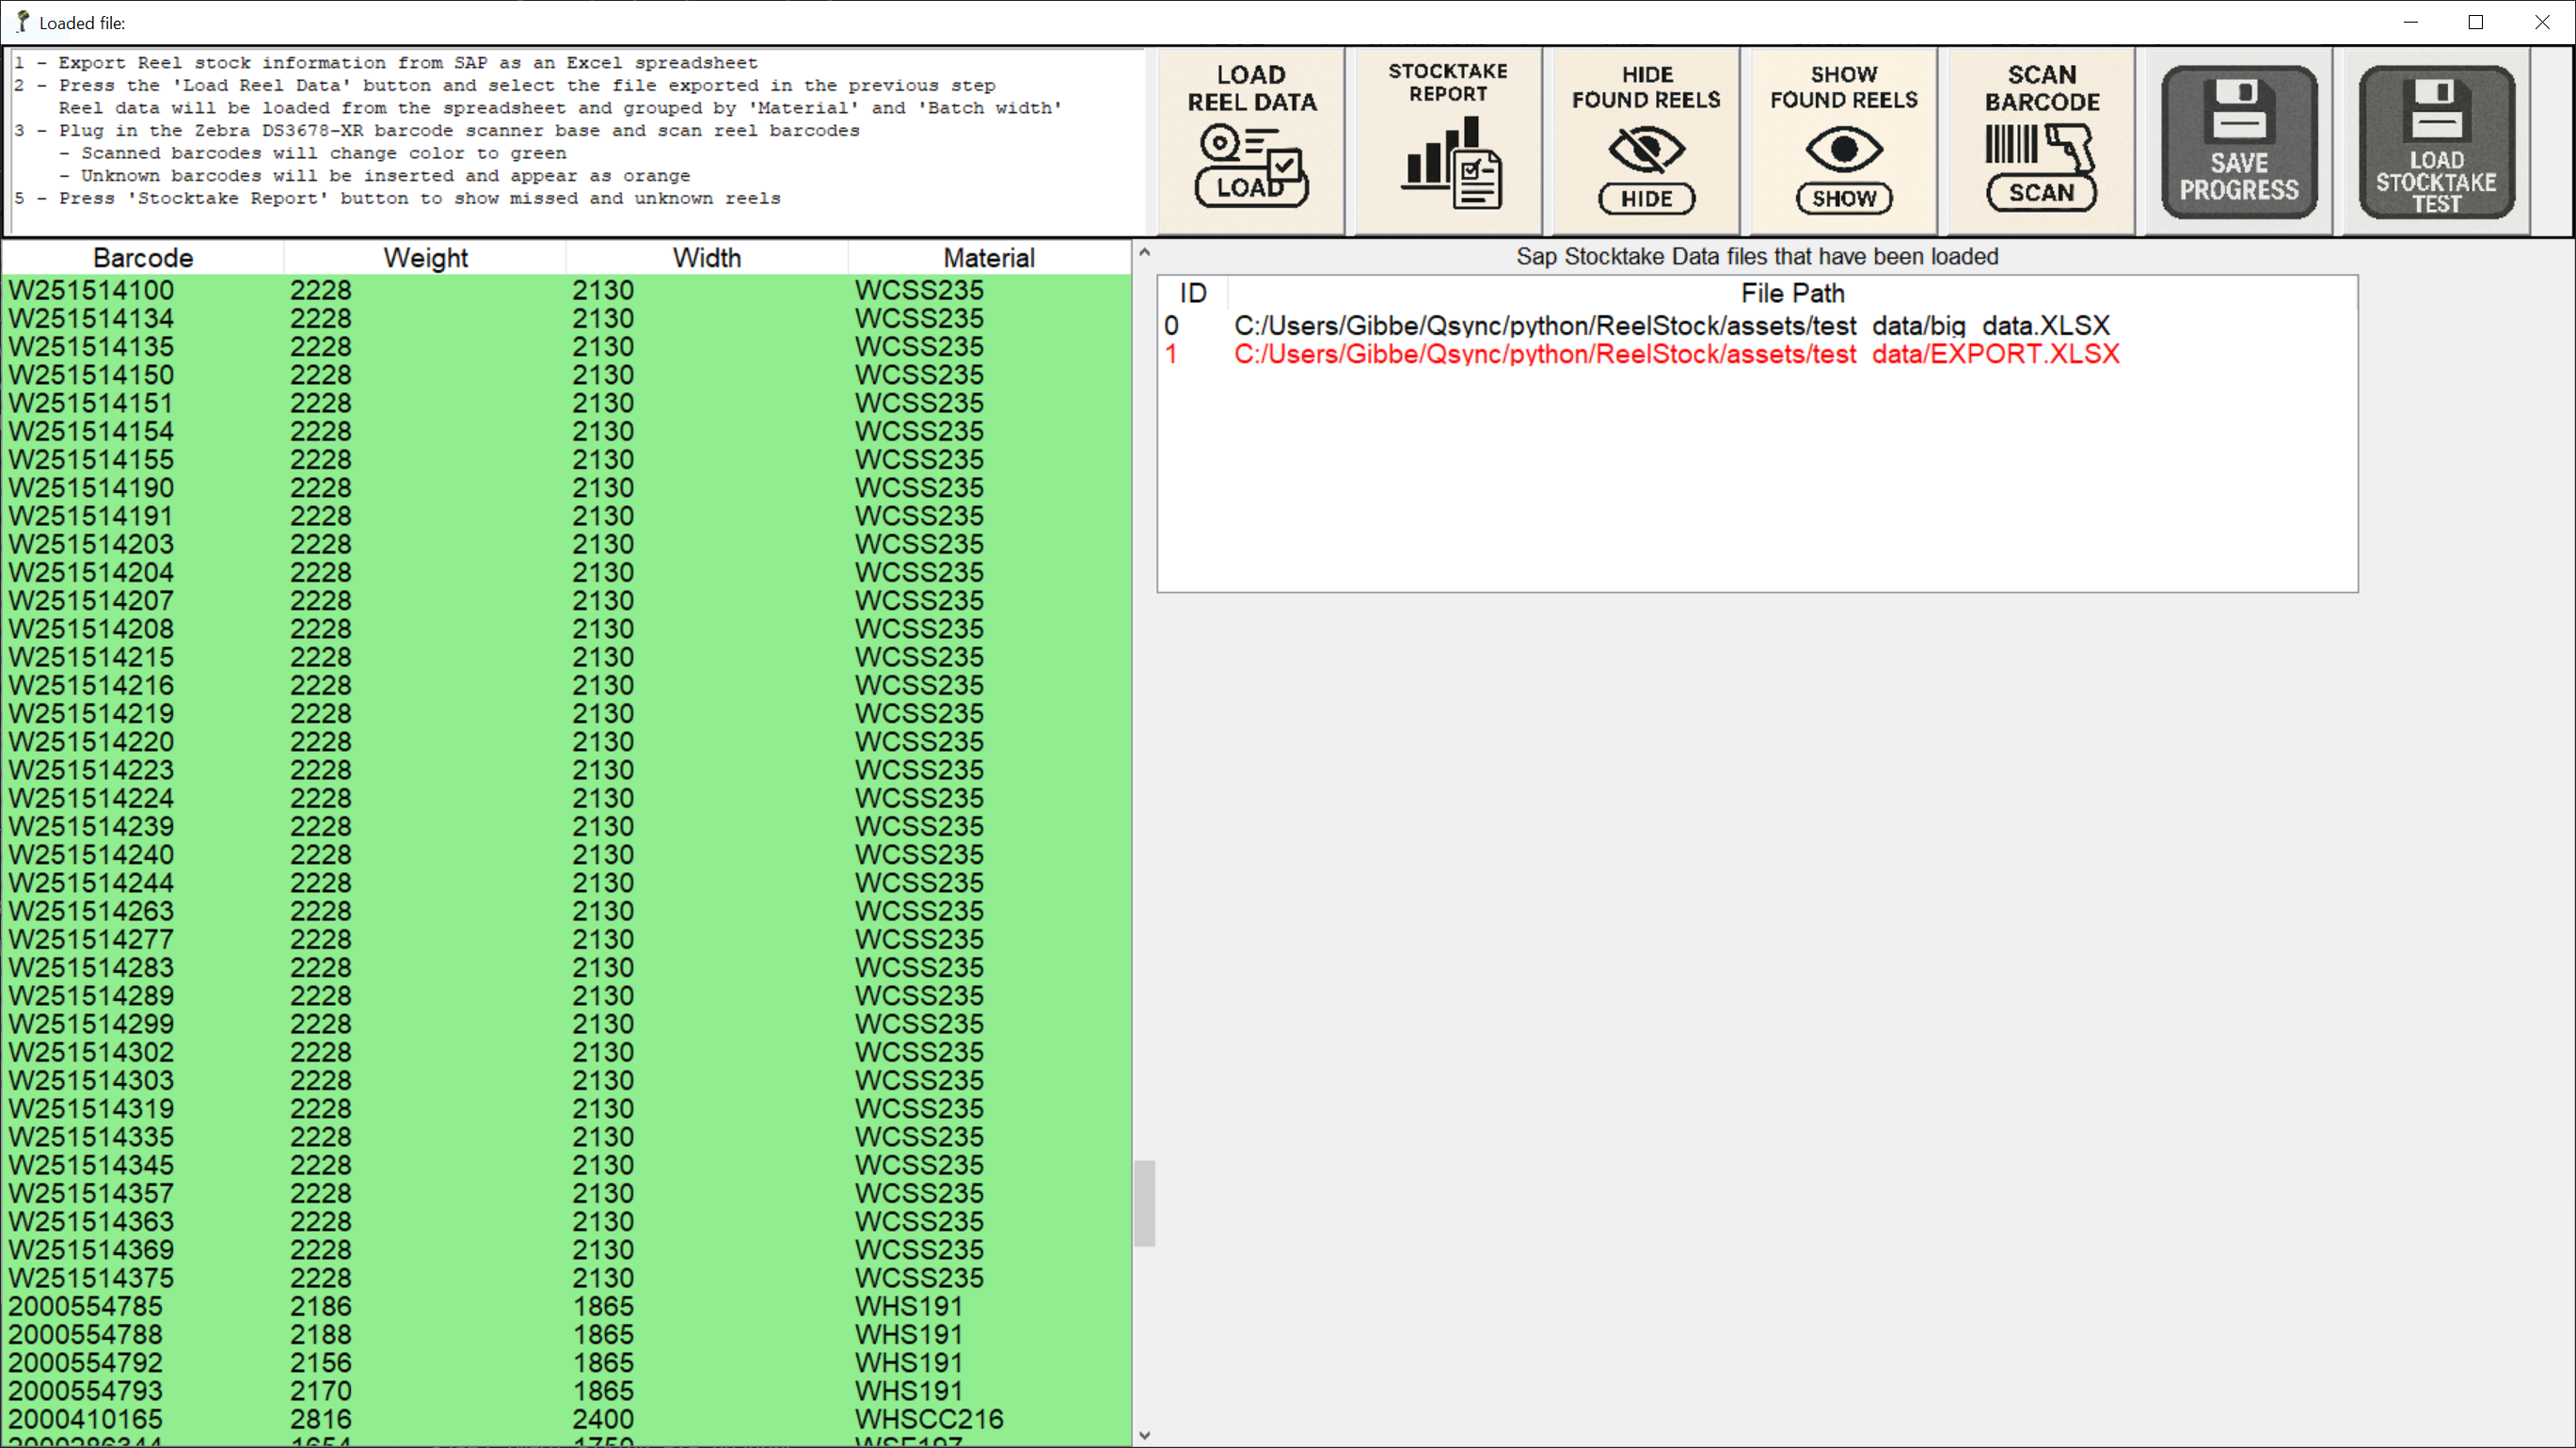 Loaded file:
1 - Export Reel stock information from SAP as an Excel spreadsheet
2 - Press the 'Load Reel Data' button and select the file exported in the previous step
Reel data will be loaded from the spreadsheet and grouped by 'Material' and 'Batch width'
3 - Plug in the Zebra DS3678-XR barcode scanner base and scan reel barcodes
- Scanned barcodes will change color to green
- Unknown barcodes will be inserted and appear as orange
5 - Press 'Stocktake Report' button to show missed and unknown reels
LOAD
REEL DATA
LOAD
STOCKTAKE
REPORT
HIDE
FOUND REELS
HIDE
SHOW
FOUND REELS
SHOW
SCAN
BARCODE
SCAN
SAVE
PROGRESS
LOAD
STOCKTAKE
TEST
Barcode Weight Width Material
W251514100 2228 2130 WCSS235
W251514134 2228 2130 WCSS235
W251514135 2228 2130 WCSS235
W251514150 2228 2130 WCSS235
W251514151 2228 2130 WCSS235
W251514154 2228 2130 WCSS235
W251514155 2228 2130 WCSS235
W251514190 2228 2130 WCSS235
W251514191 2228 2130 WCSS235
W251514203 2228 2130 WCSS235
W251514204 2228 2130 WCSS235
W251514207 2228 2130 WCSS235
W251514208 2228 2130 WCSS235
W251514215 2228 2130 WCSS235
W251514216 2228 2130 WCSS235
W251514219 2228 2130 WCSS235
W251514220 2228 2130 WCSS235
W251514223 2228 2130 WCSS235
W251514224 2228 2130 WCSS235
W251514239 2228 2130 WCSS235
W251514240 2228 2130 WCSS235
W251514244 2228 2130 WCSS235
W251514263 2228 2130 WCSS235
W251514277 2228 2130 WCSS235
W251514283 2228 2130 WCSS235
W251514289 2228 2130 WCSS235
W251514299 2228 2130 WCSS235
W251514302 2228 2130 WCSS235
W251514303 2228 2130 WCSS235
W251514319 2228 2130 WCSS235
W251514335 2228 2130 WCSS235
W251514345 2228 2130 WCSS235
W251514357 2228 2130 WCSS235
W251514363 2228 2130 WCSS235
W251514369 2228 2130 WCSS235
W251514375 2228 2130 WCSS235
2000554785 2186 1865 WHS191
2000554788 2188 1865 WHS191
2000554792 2156 1865 WHS191
2000554793 2170 1865 WHS191
2000410165 2816 2400 WHSCC216
Sap Stocktake Data files that have been loaded
ID File Path
0 C:/Users/Gibbe/Qsync/python/ReelStock/assets/test_data/big_data.XLSX
1 C:/Users/Gibbe/Qsync/python/ReelStock/assets/test_data/EXPORT.XLSX